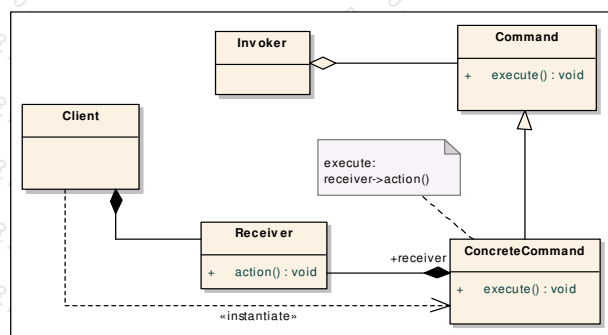 Invoker
Command
+ execute() : void
Client
execute:
receiver->action()
Receiver
+ action() : void
+receiver
ConcreteCommand
+ execute() : void
«instantiate»